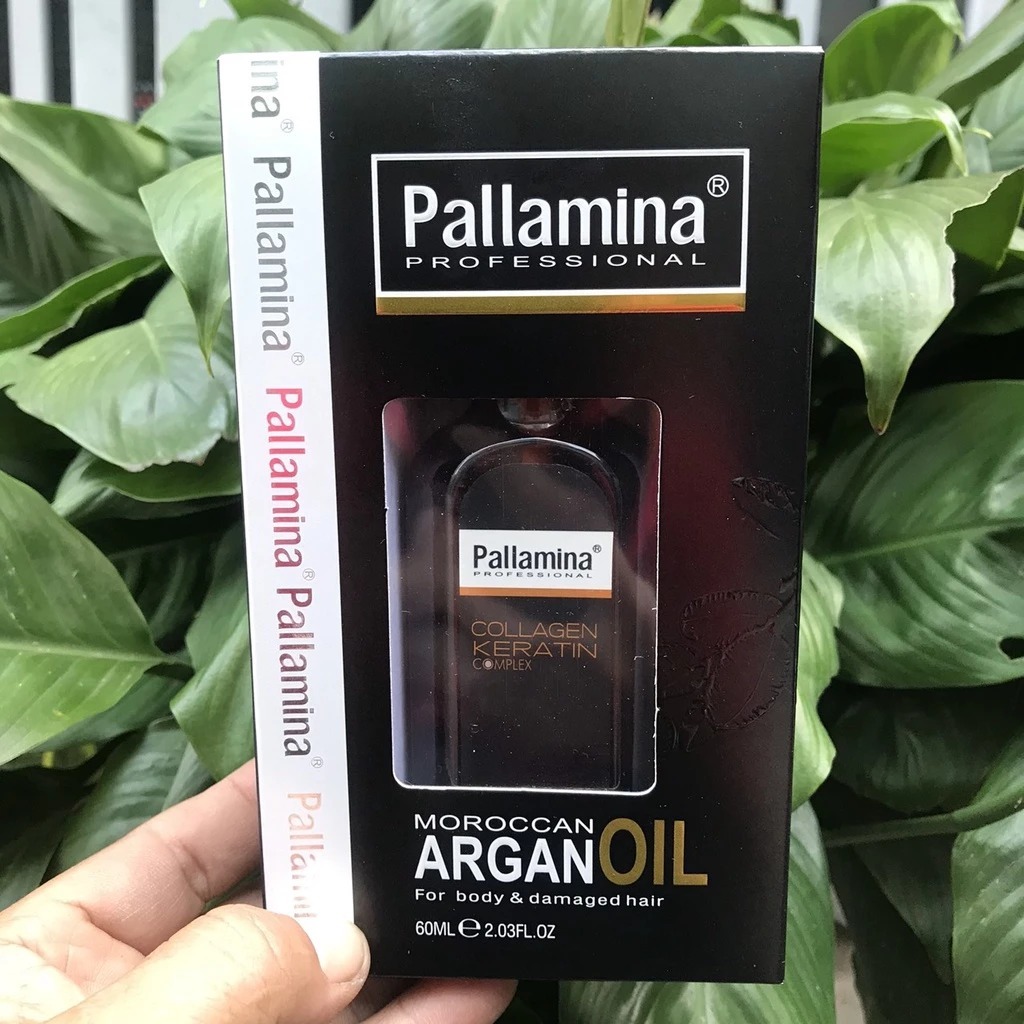 ina®
Pallamina®
Pallamina®
Pallamina®
Pallamina®
PROFESSIONAL
Pallamina®
PROFESSIONAL
COLLAGEN
KERATIN
COMPLEX
MOROCCAN
ARGAN OIL
For body & damaged hair
60ML ℮ 2.03FL.OZ